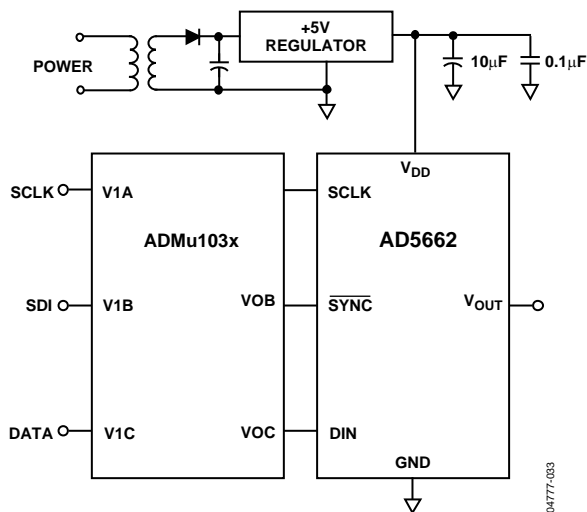 +5V
REGULATOR
POWER
10µF
0.1µF
VDD
SCLK
V1A
SCLK
ADMu103x
AD5662
SDI
V1B
VOB
SYNC
VOUT
DATA
V1C
VOC
DIN
GND
04777-033